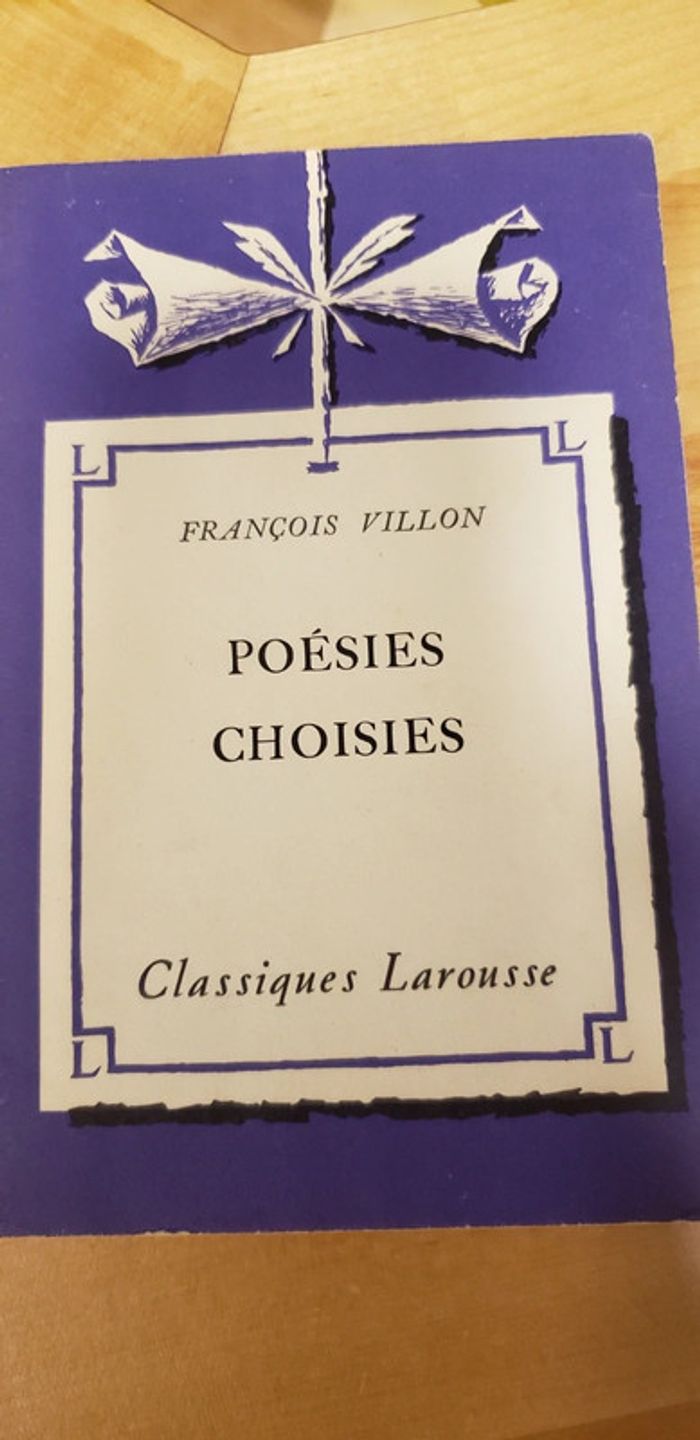 L L
FRANÇOIS VILLON
POÉSIES
CHOISIES
Classiques Larousse
L L